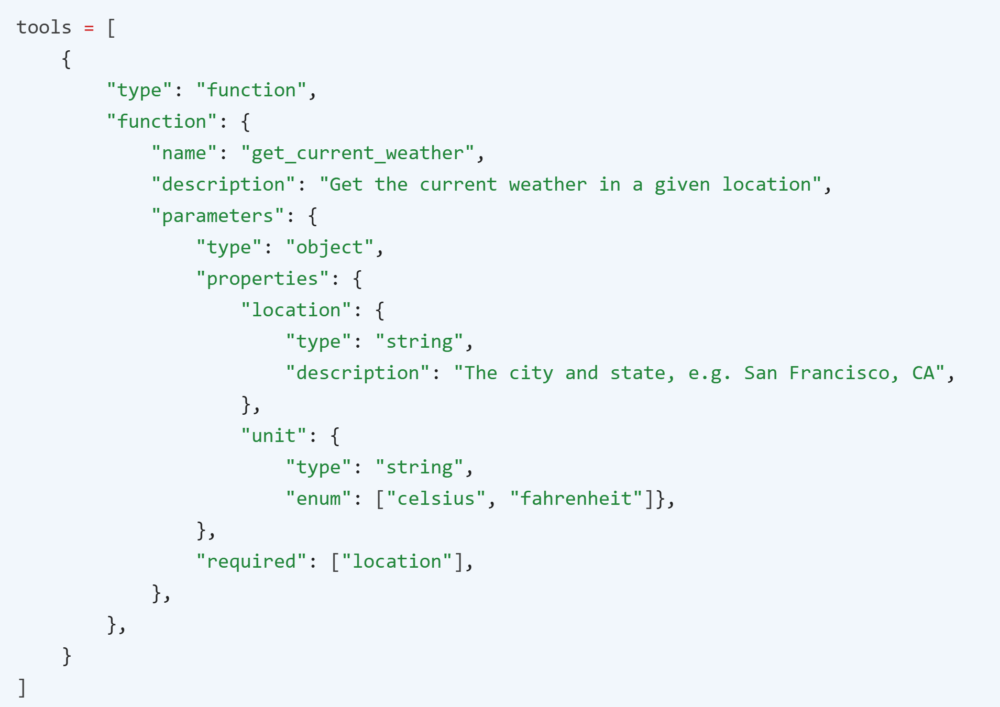 tools = [
    {
        "type": "function",
        "function": {
            "name": "get_current_weather",
            "description": "Get the current weather in a given location",
            "parameters": {
                "type": "object",
                "properties": {
                    "location": {
                        "type": "string",
                        "description": "The city and state, e.g. San Francisco, CA",
                    },
                    "unit": {
                        "type": "string",
                        "enum": ["celsius", "fahrenheit"]},
                },
                "required": ["location"],
            },
        },
    }
]